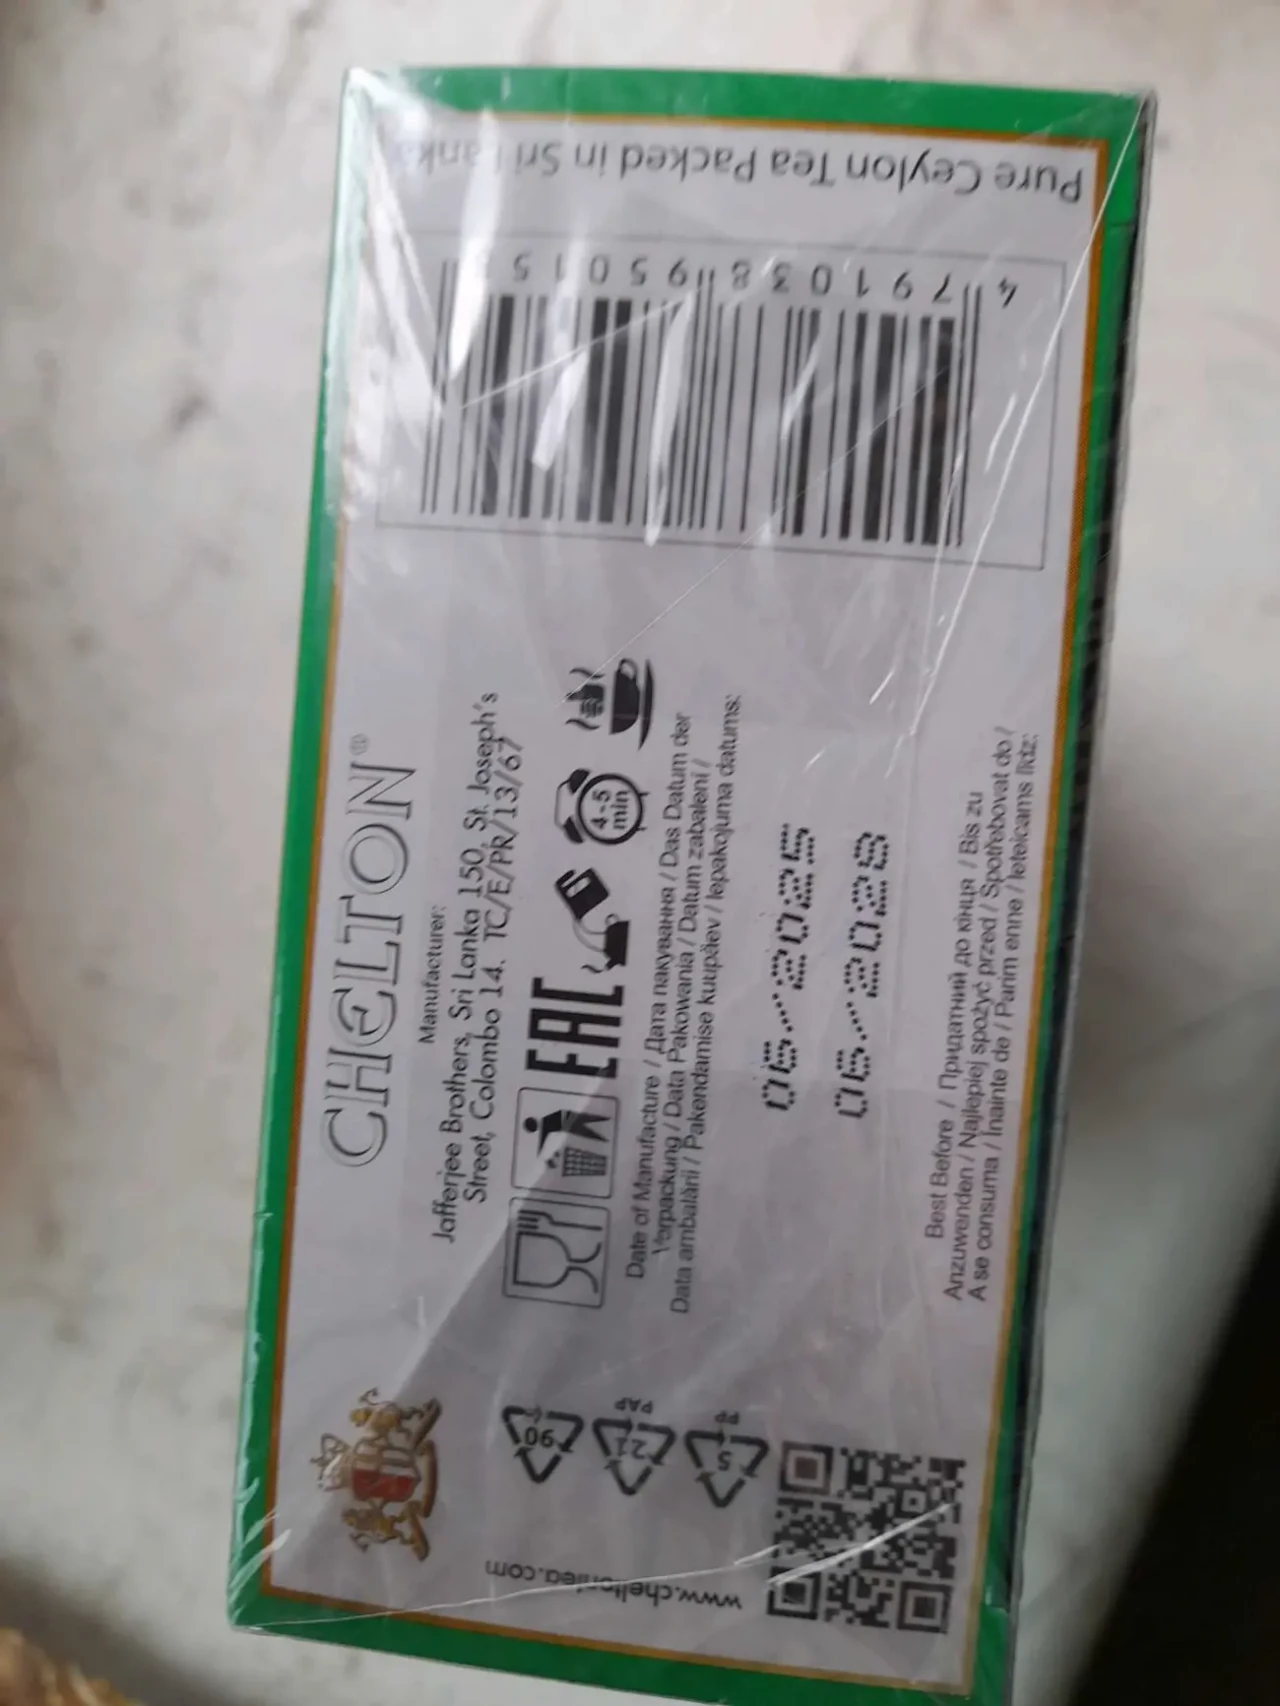 CHELTON®
Manufacturer:
Jafferjee Brothers, Sri Lanka 150, St. Joseph's
Street, Colombo 14. TC/E/PR/13/67
EAC
4-5
min
Date of Manufacture / Дата пакування / Das Datum der
Verpackung / Data Pakowania / Datum zabalení /
Data ambalării / Pakendamise kuupäev / Iepakojuma datums:
06/2025
06/2028
Best Before / Придатний до кінця / Bis zu
Anzuwenden / Najlepiej spożyć przed / Spotřebovat do /
A se consuma / Înainte de / Parim enne / Ieteicams līdz:
Pure Ceylon Tea Packed in Sri Lanka
4 791038 950155
90
21
PAP
5
PP
www.cheltontea.com